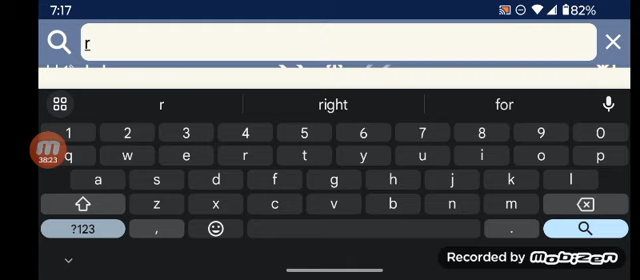 7:17 82%
r
r right for
1 2 3 4 5 6 7 8 9 0
q w e r t y u i o p
38:23
a s d f g h j k l
z x c v b n m
?123 , .
Recorded by mobizen